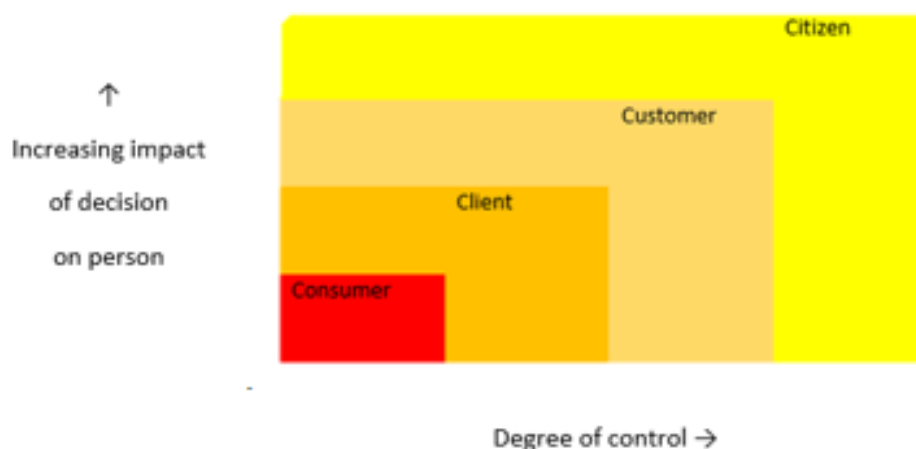 Citizen
↑
Customer
Increasing impact
of decision
Client
on person
Consumer
Degree of control →